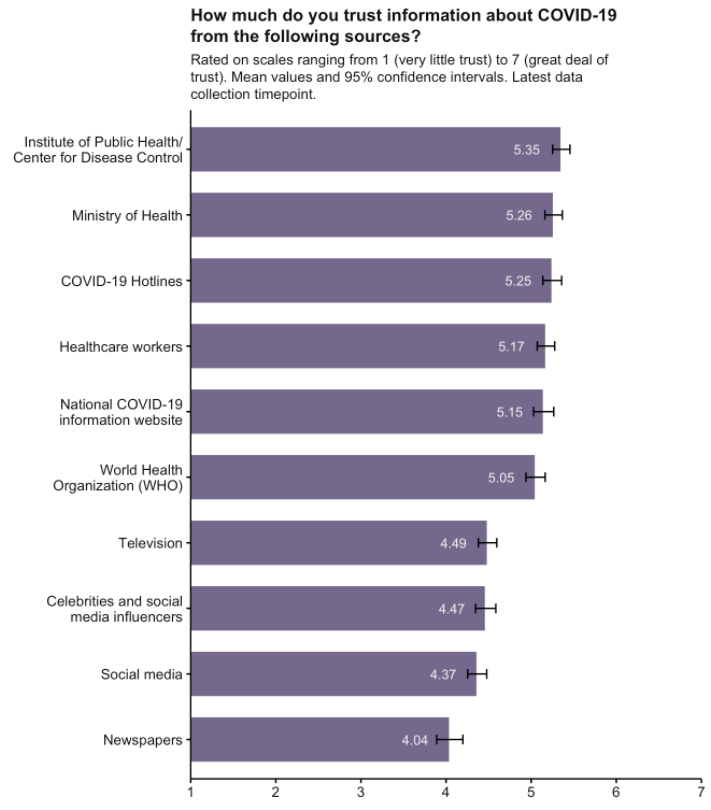 How much do you trust information about COVID-19
from the following sources?
Rated on scales ranging from 1 (very little trust) to 7 (great deal of
trust). Mean values and 95% confidence intervals. Latest data
collection timepoint.
Institute of Public Health/
Center for Disease Control
5.35
Ministry of Health
5.26
COVID-19 Hotlines
5.25
Healthcare workers
5.17
National COVID-19
information website
5.15
World Health
Organization (WHO)
5.05
Television
4.49
Celebrities and social
media influencers
4.47
Social media
4.37
Newspapers
4.04
1 2 3 4 5 6 7